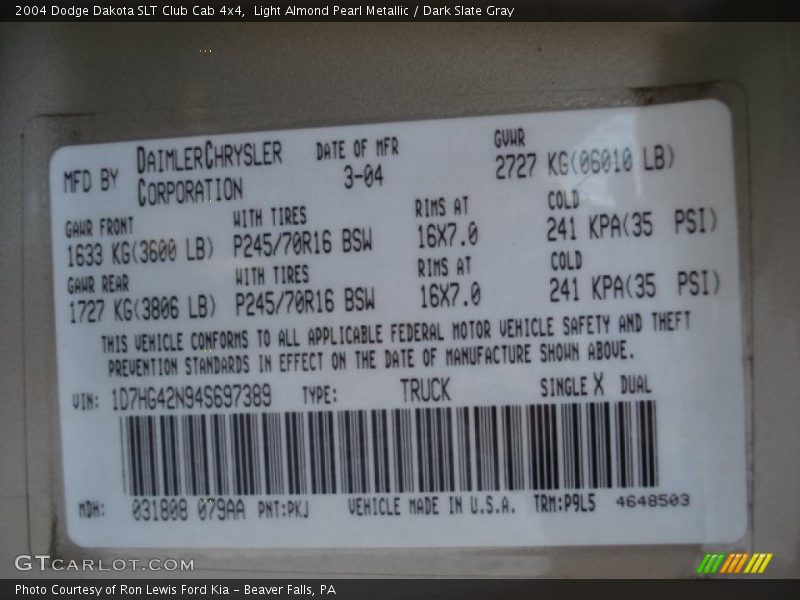 2004 Dodge Dakota SLT Club Cab 4x4,  Light Almond Pearl Metallic / Dark Slate Gray
MFD BY DAIMLERCHRYSLER CORPORATION DATE OF MFR 3-04 GVWR 2727 KG(06010 LB)
GAWR FRONT WITH TIRES RIMS AT COLD
1633 KG(3600 LB) P245/70R16 BSW 16X7.0 241 KPA(35 PSI)
GAWR REAR WITH TIRES RIMS AT COLD
1727 KG(3806 LB) P245/70R16 BSW 16X7.0 241 KPA(35 PSI)
THIS VEHICLE CONFORMS TO ALL APPLICABLE FEDERAL MOTOR VEHICLE SAFETY AND THEFT
PREVENTION STANDARDS IN EFFECT ON THE DATE OF MANUFACTURE SHOWN ABOVE.
VIN: 1D7HG42N94S697389 TYPE: TRUCK SINGLE X DUAL
MDH: 031808 079AA PNT:PKJ VEHICLE MADE IN U.S.A. TRM:P9L5 4648503
GTCARLOT.COM
Photo Courtesy of Ron Lewis Ford Kia – Beaver Falls, PA